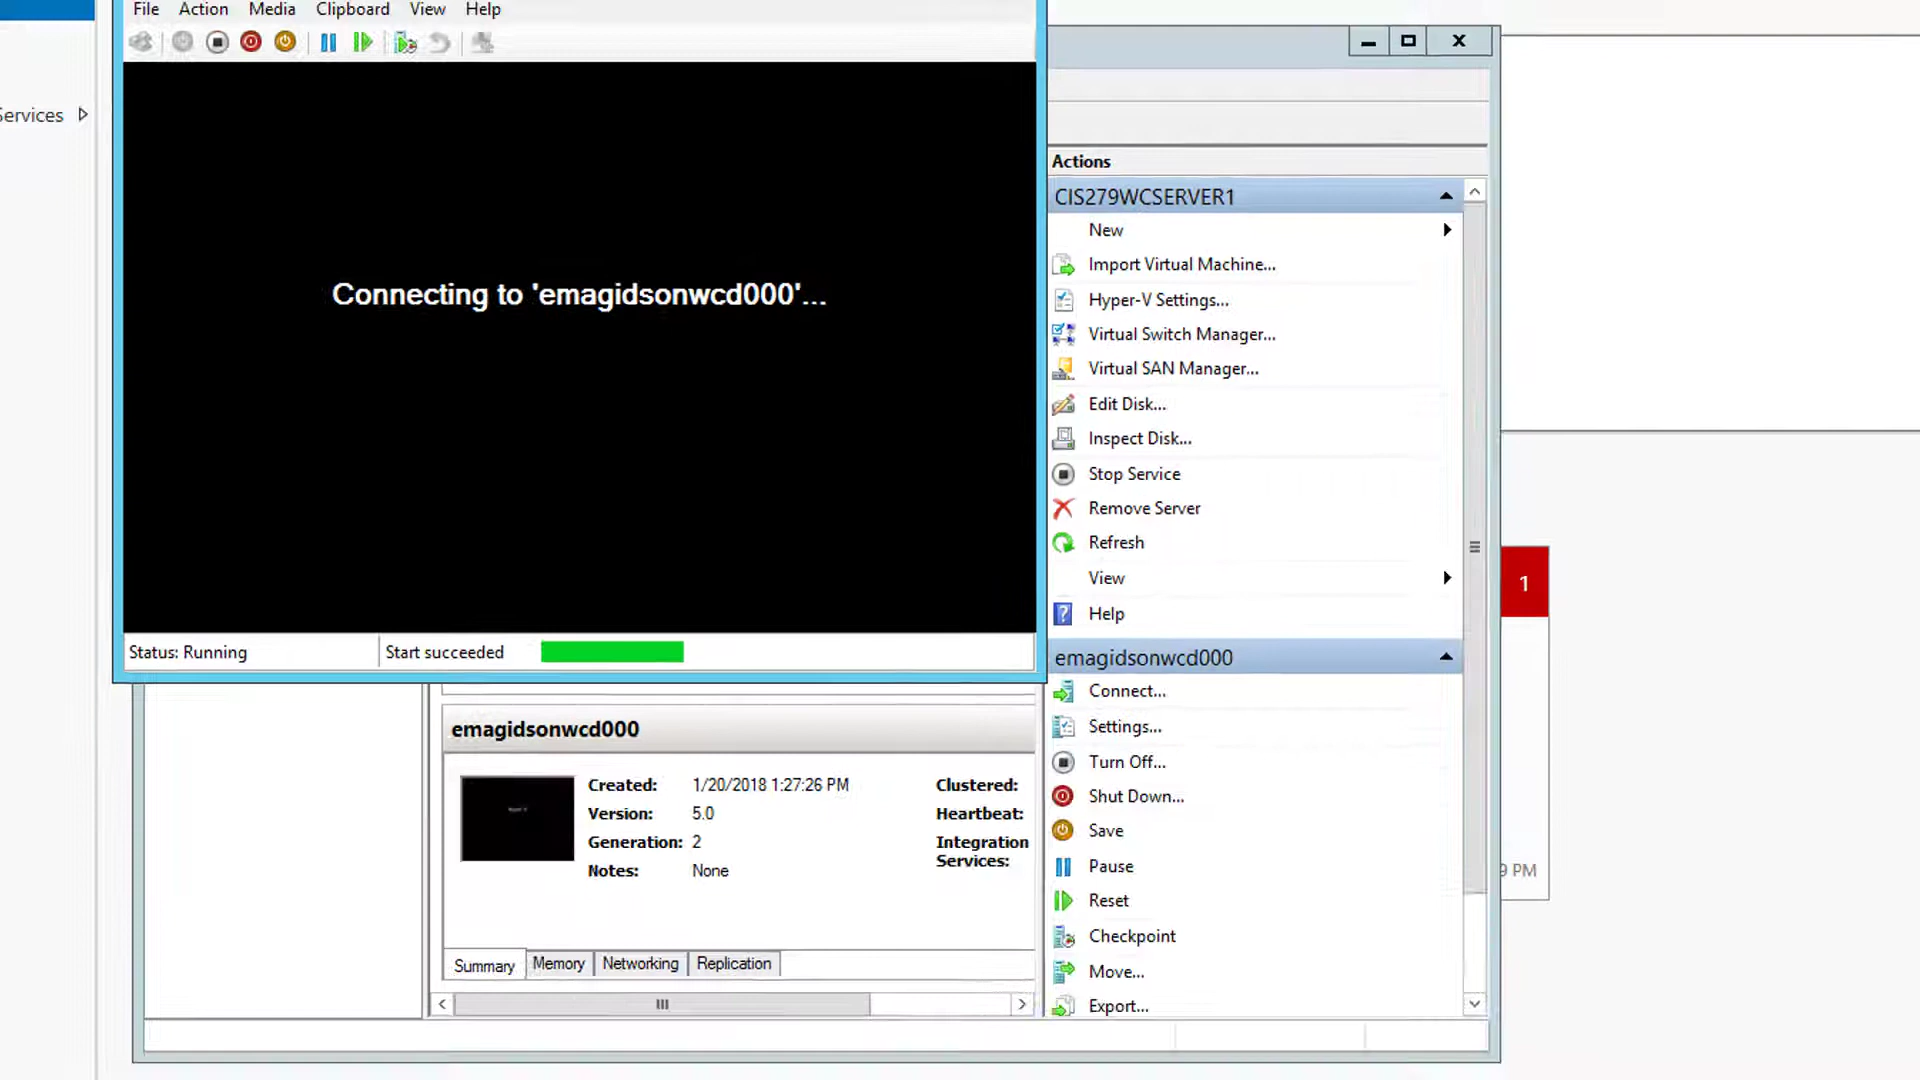 File Action Media Clipboard View Help
ervices
Connecting to 'emagidsonwcd000'...
Status: Running
Start succeeded
emagidsonwcd000
Created: 1/20/2018 1:27:26 PM
Version: 5.0
Generation: 2
Notes: None
Clustered:
Heartbeat:
Integration
Services:
Summary Memory Networking Replication
Actions
CIS279WCSERVER1
New
Import Virtual Machine...
Hyper-V Settings...
Virtual Switch Manager...
Virtual SAN Manager...
Edit Disk...
Inspect Disk...
Stop Service
Remove Server
Refresh
View
Help
emagidsonwcd000
Connect...
Settings...
Turn Off...
Shut Down...
Save
Pause
Reset
Checkpoint
Move...
Export...
1
9 PM